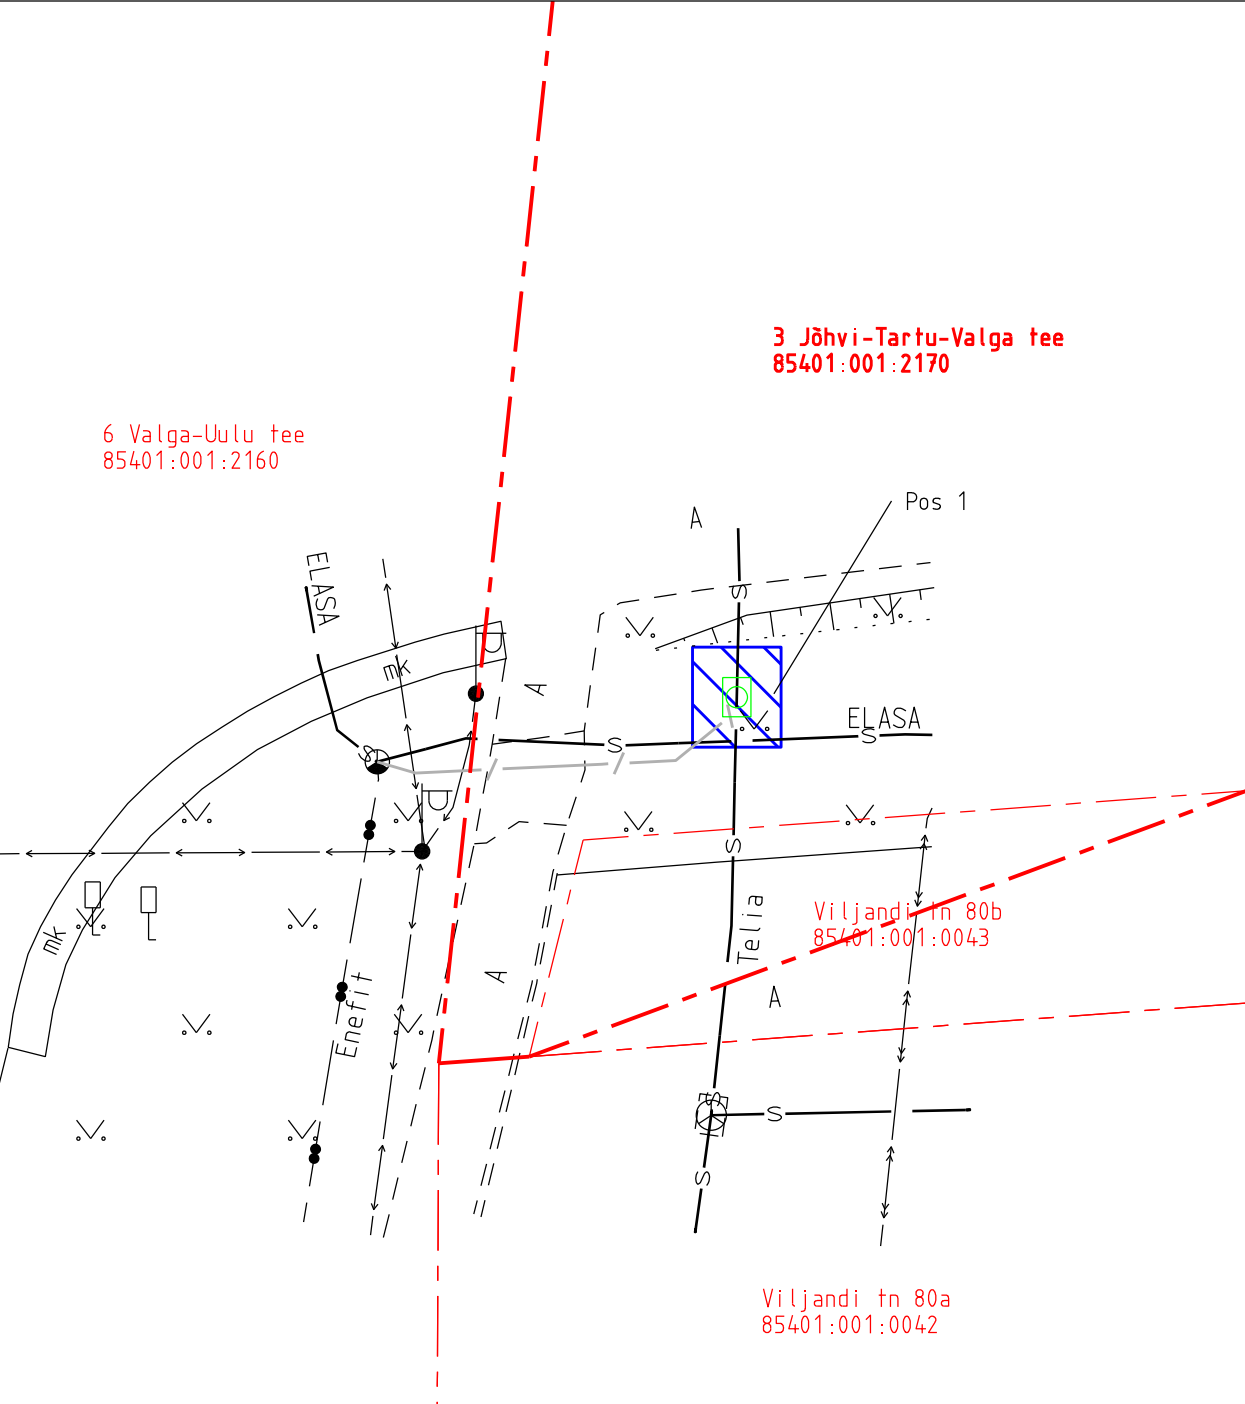 3 Jõhvi-Tartu-Valga tee
85401:001:2170
6 Valga-Uulu tee
85401:001:2160
Pos 1
A
S
ELASA
mk
A
ELASA
S
S
S
mk
Telia
Viljandi tn 80b
85401:001:0043
A
A
Enefit
S
S
Viljandi tn 80a
85401:001:0042